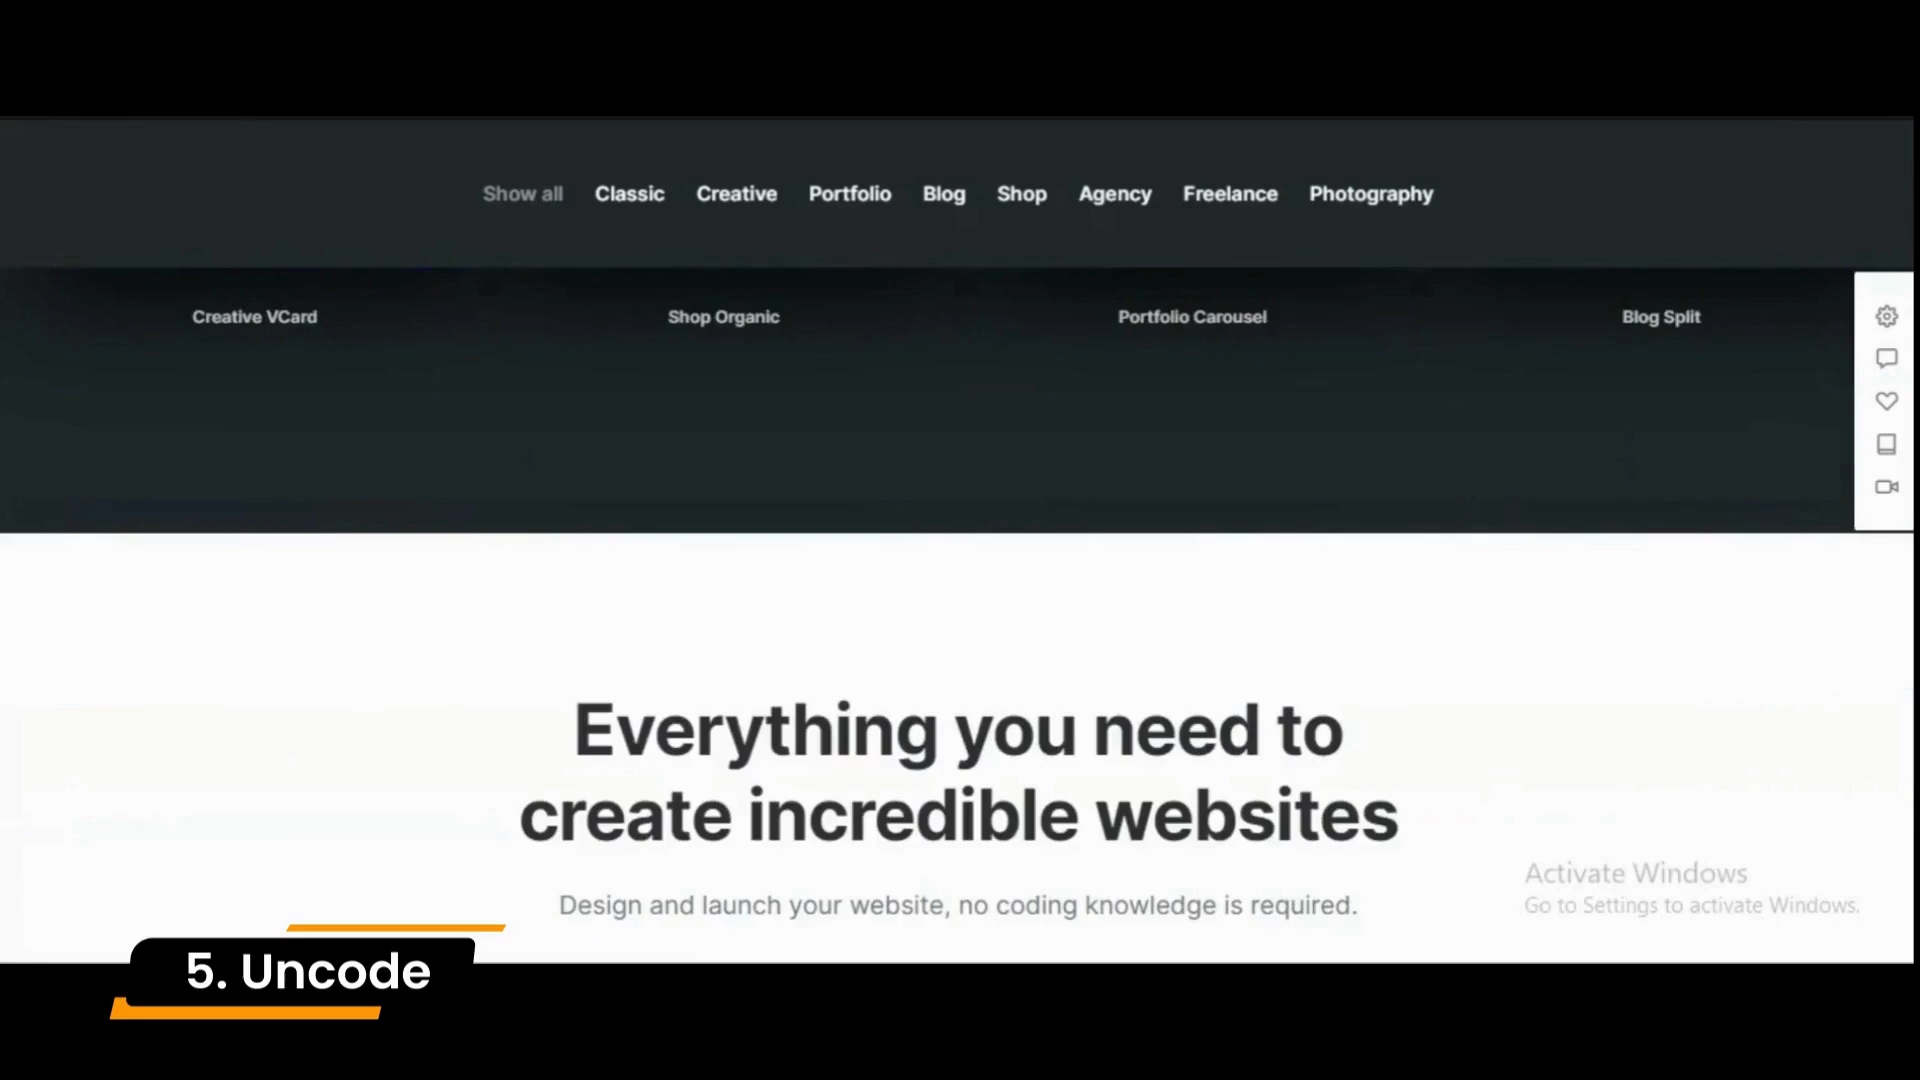 Show all Classic Creative Portfolio Blog Shop Agency Freelance Photography
Creative VCard Shop Organic Portfolio Carousel Blog Split
Everything you need to
create incredible websites
Design and launch your website, no coding knowledge is required.
Activate Windows
Go to Settings to activate Windows.
5. Uncode